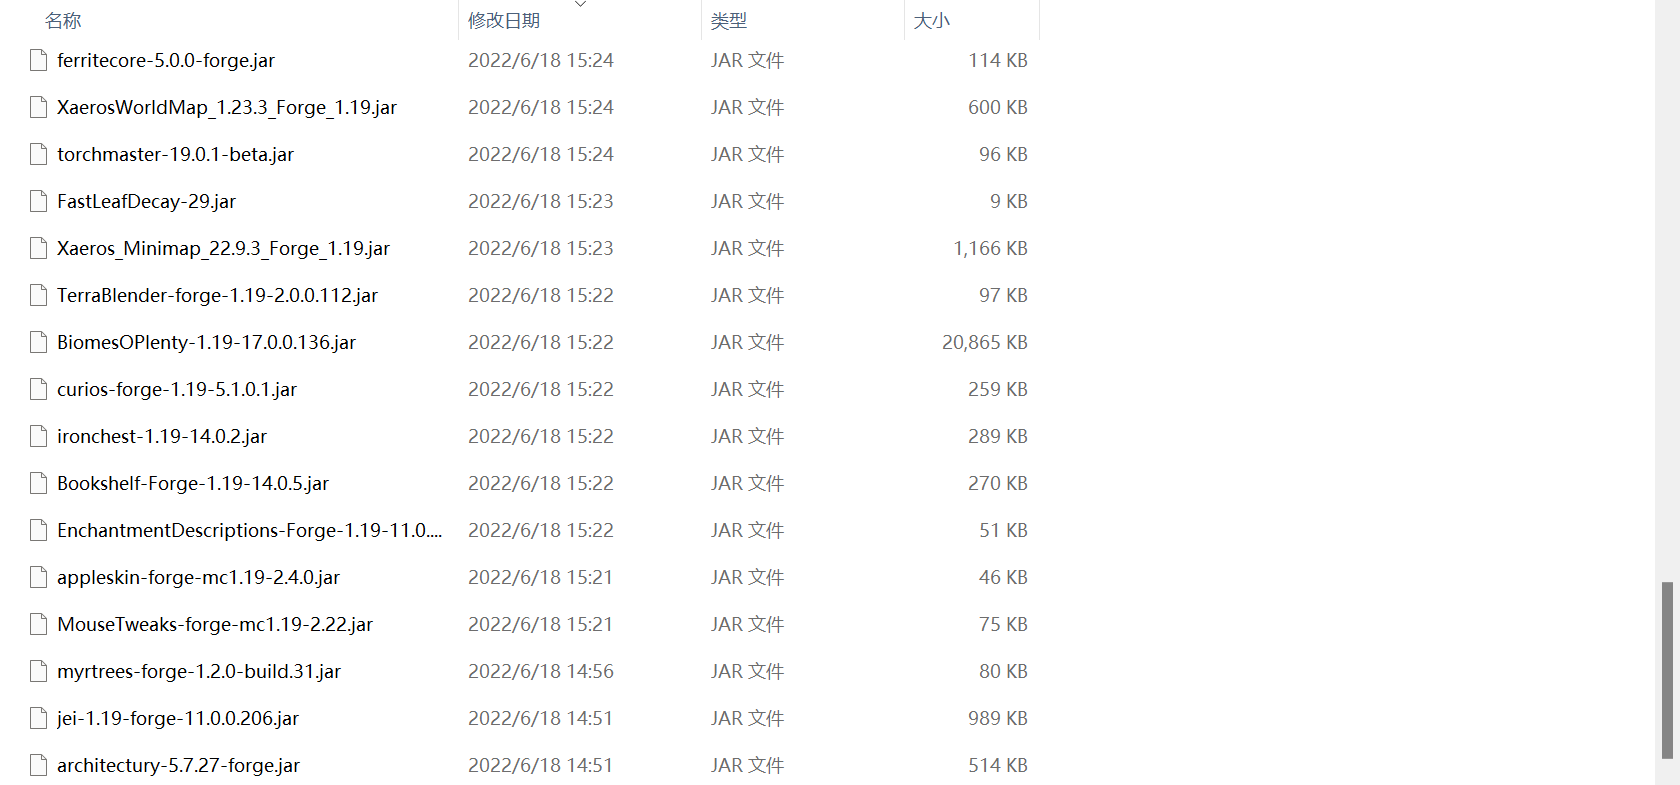 名称 修改日期 类型 大小
ferritecore-5.0.0-forge.jar 2022/6/18 15:24 JAR 文件 114 KB
XaerosWorldMap_1.23.3_Forge_1.19.jar 2022/6/18 15:24 JAR 文件 600 KB
torchmaster-19.0.1-beta.jar 2022/6/18 15:24 JAR 文件 96 KB
FastLeafDecay-29.jar 2022/6/18 15:23 JAR 文件 9 KB
Xaeros_Minimap_22.9.3_Forge_1.19.jar 2022/6/18 15:23 JAR 文件 1,166 KB
TerraBlender-forge-1.19-2.0.0.112.jar 2022/6/18 15:22 JAR 文件 97 KB
BiomesOPlenty-1.19-17.0.0.136.jar 2022/6/18 15:22 JAR 文件 20,865 KB
curios-forge-1.19-5.1.0.1.jar 2022/6/18 15:22 JAR 文件 259 KB
ironchest-1.19-14.0.2.jar 2022/6/18 15:22 JAR 文件 289 KB
Bookshelf-Forge-1.19-14.0.5.jar 2022/6/18 15:22 JAR 文件 270 KB
EnchantmentDescriptions-Forge-1.19-11.0.... 2022/6/18 15:22 JAR 文件 51 KB
appleskin-forge-mc1.19-2.4.0.jar 2022/6/18 15:21 JAR 文件 46 KB
MouseTweaks-forge-mc1.19-2.22.jar 2022/6/18 15:21 JAR 文件 75 KB
myrtrees-forge-1.2.0-build.31.jar 2022/6/18 14:56 JAR 文件 80 KB
jei-1.19-forge-11.0.0.206.jar 2022/6/18 14:51 JAR 文件 989 KB
architectury-5.7.27-forge.jar 2022/6/18 14:51 JAR 文件 514 KB